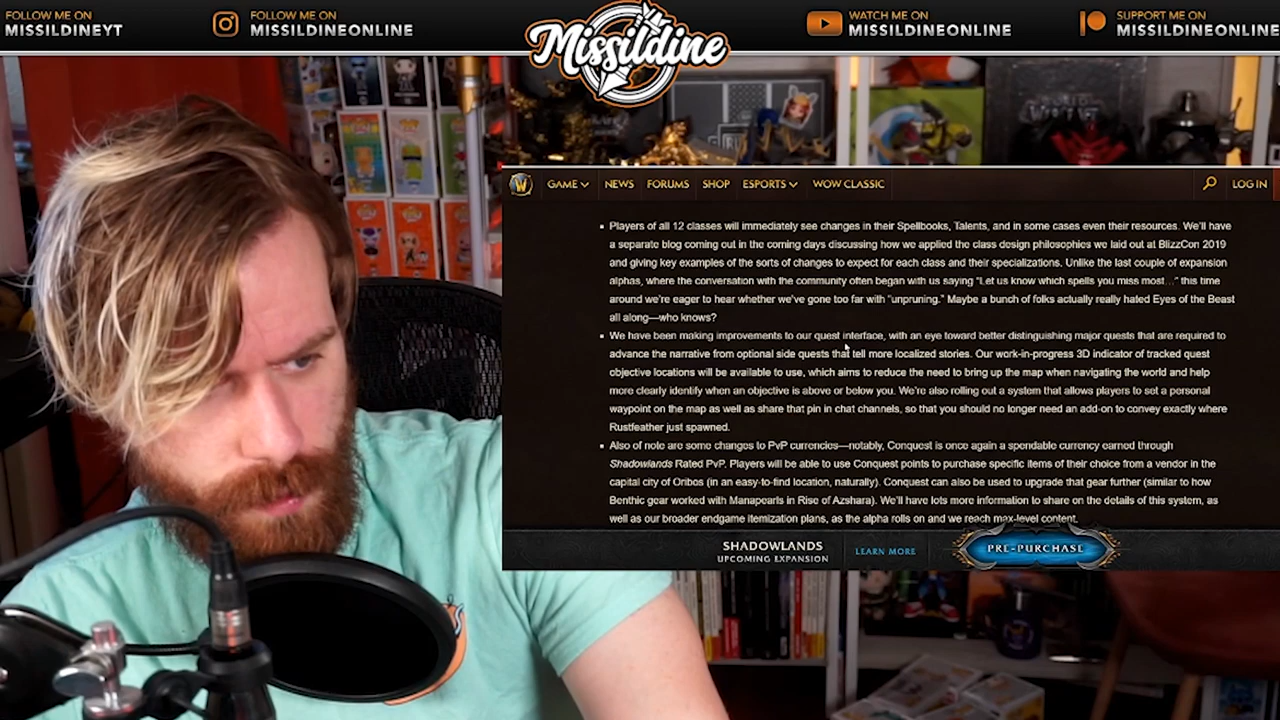 FOLLOW ME ON
MISSILDINEYT
FOLLOW ME ON
MISSILDINEONLINE
Missildine
WATCH ME ON
MISSILDINEONLINE
SUPPORT ME ON
MISSILDINEONLINE
GAME NEWS FORUMS SHOP ESPORTS WOW CLASSIC LOG IN
Players of all 12 classes will immediately see changes in their Spellbooks, Talents, and in some cases even their resources. We'll have
a separate blog coming out in the coming days discussing how we applied the class design philosophies we laid out at BlizzCon 2019
and giving key examples of the sorts of changes to expect for each class and their specializations. Unlike the last couple of expansion
alphas, where the conversation with the community often began with us saying "Let us know which spells you miss most…" this time
around we're eager to hear whether we've gone too far with "unpruning." Maybe a bunch of folks actually really hated Eyes of the Beast
all along—who knows?
We have been making improvements to our quest interface, with an eye toward better distinguishing major quests that are required to
advance the narrative from optional side quests that tell more localized stories. Our work-in-progress 3D indicator of tracked quest
objective locations will be available to use, which aims to reduce the need to bring up the map when navigating the world and help
more clearly identify when an objective is above or below you. We're also rolling out a system that allows players to set a personal
waypoint on the map as well as share that pin in chat channels, so that you should no longer need an add-on to convey exactly where
Rustfeather just spawned.
Also of note are some changes to PvP currencies—notably, Conquest is once again a spendable currency earned through
Shadowlands Rated PvP. Players will be able to use Conquest points to purchase specific items of their choice from a vendor in the
capital city of Oribos (in an easy-to-find location, naturally). Conquest can also be used to upgrade that gear further (similar to how
Benthic gear worked with Manapearls in Rise of Azshara). We'll have lots more information to share on the details of this system, as
well as our broader endgame itemization plans, as the alpha rolls on and we reach max-level content.
SHADOWLANDS
UPCOMING EXPANSION
LEARN MORE
PRE-PURCHASE